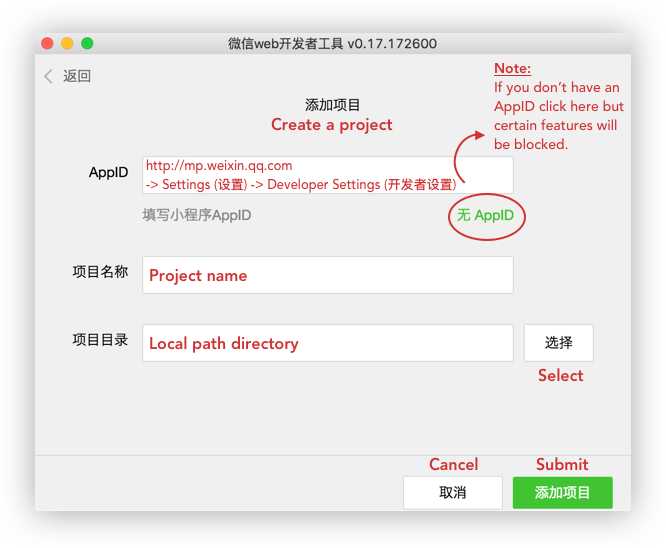 微信web开发者工具 v0.17.172600
返回
Note:
If you don’t have an
AppID click here but
certain features will
be blocked.
添加项目
Create a project
AppID
http://mp.weixin.qq.com
-> Settings (设置) -> Developer Settings (开发者设置)
填写小程序AppID
无 AppID
项目名称
Project name
项目目录
Local path directory
选择
Select
Cancel
Submit
取消
添加项目